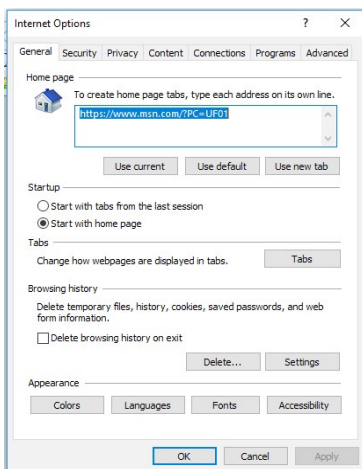 Internet Options
General Security Privacy Content Connections Programs Advanced
Home page
To create home page tabs, type each address on its own line.
https://www.msn.com/?PC=UF01
Use current Use default Use new tab
Startup
Start with tabs from the last session
Start with home page
Tabs
Change how webpages are displayed in tabs. Tabs
Browsing history
Delete temporary files, history, cookies, saved passwords, and web
form information.
Delete browsing history on exit
Delete... Settings
Appearance
Colors Languages Fonts Accessibility
OK Cancel Apply